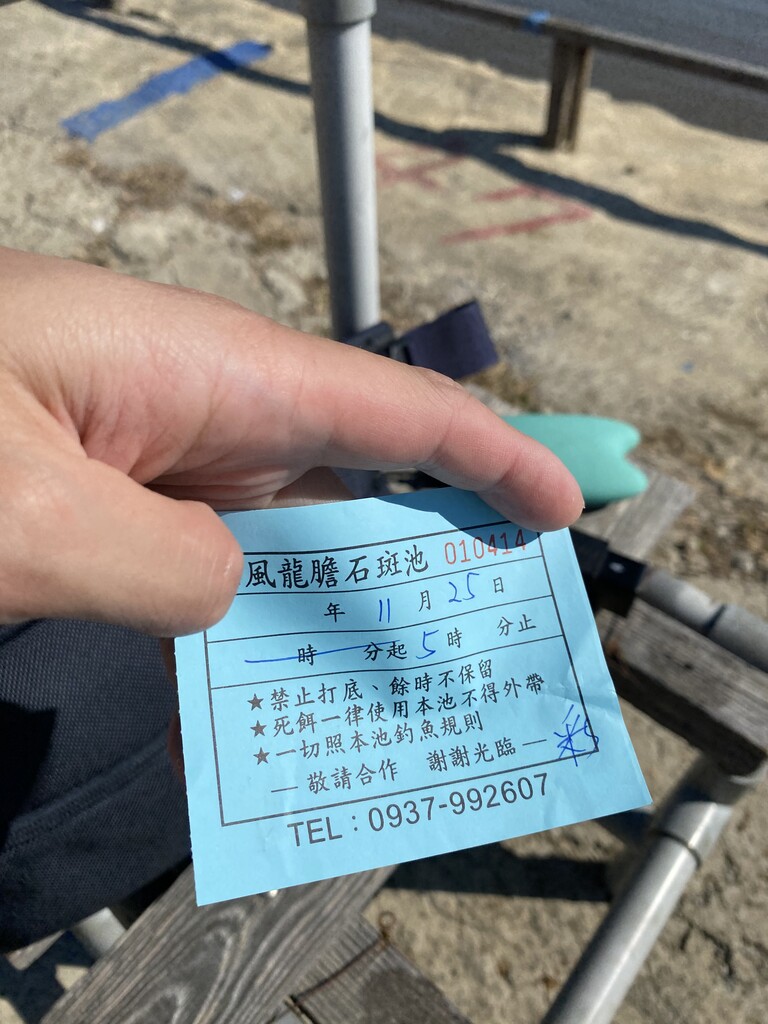 風龍膽石斑池 010414
年 11 月 25 日
時 分起 5 時 分止
★禁止打底、餘時不保留
★死餌一律使用本池不得外帶
★一切照本池釣魚規則
— 敬請合作 謝謝光臨 — 彩
TEL：0937-992607